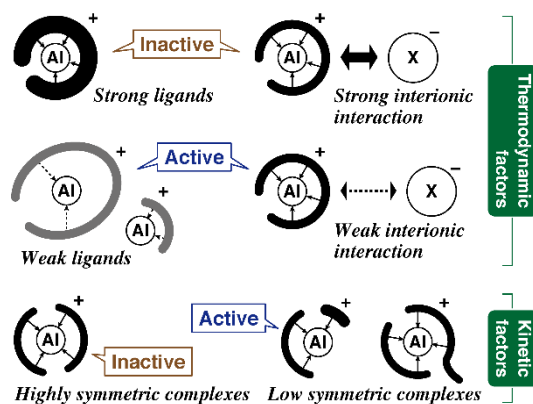 +
Al
Inactive
Strong ligands
+
Al
−
X
Strong interionic
interaction
Thermodynamic
factors
+
Al
+
Al
Active
Weak ligands
+
Al
−
X
Weak interionic
interaction
+
Al
Inactive
Highly symmetric complexes
Active
+
Al
+
Al
Low symmetric complexes
Kinetic
factors